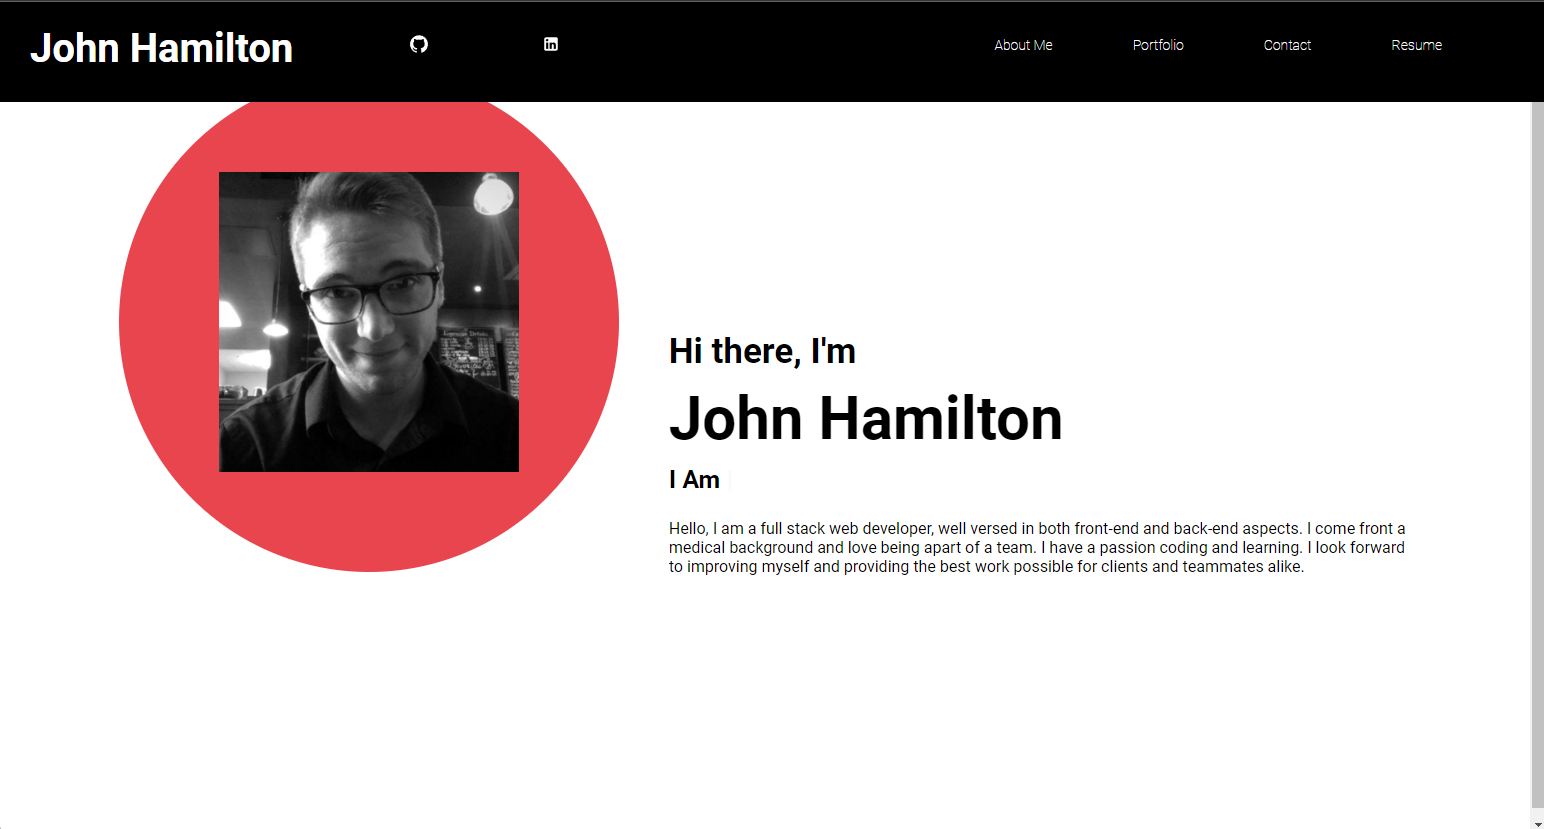 John Hamilton
About Me
Portfolio
Contact
Resume
Hi there, I'm
John Hamilton
I Am
Hello, I am a full stack web developer, well versed in both front-end and back-end aspects. I come front a
medical background and love being apart of a team. I have a passion coding and learning. I look forward
to improving myself and providing the best work possible for clients and teammates alike.